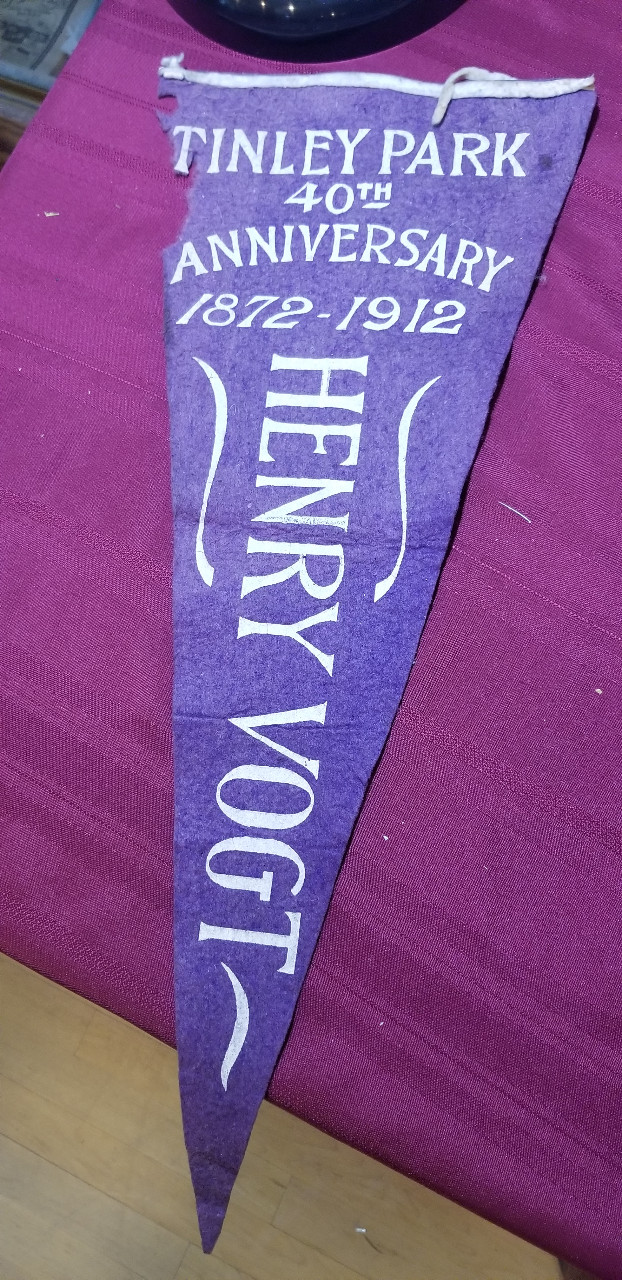 TINLEY PARK
40TH
ANNIVERSARY
1872-1912
HENRY VOGT